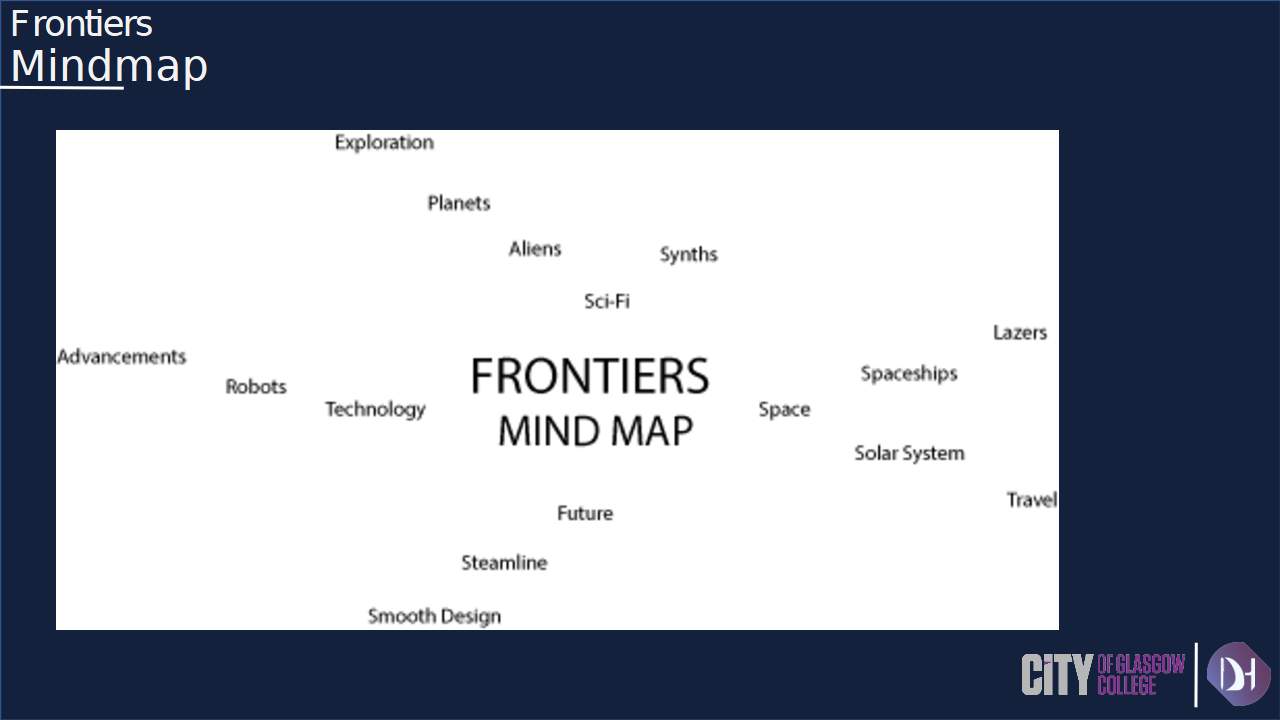 Frontiers
Mindmap
Exploration
Planets
Aliens
Synths
Sci-Fi
Lazers
Advancements
Spaceships
Robots
Technology
FRONTIERS
MIND MAP
Space
Solar System
Travel
Future
Steamline
Smooth Design
CiTY OF GLASGOW
COLLEGE
DH